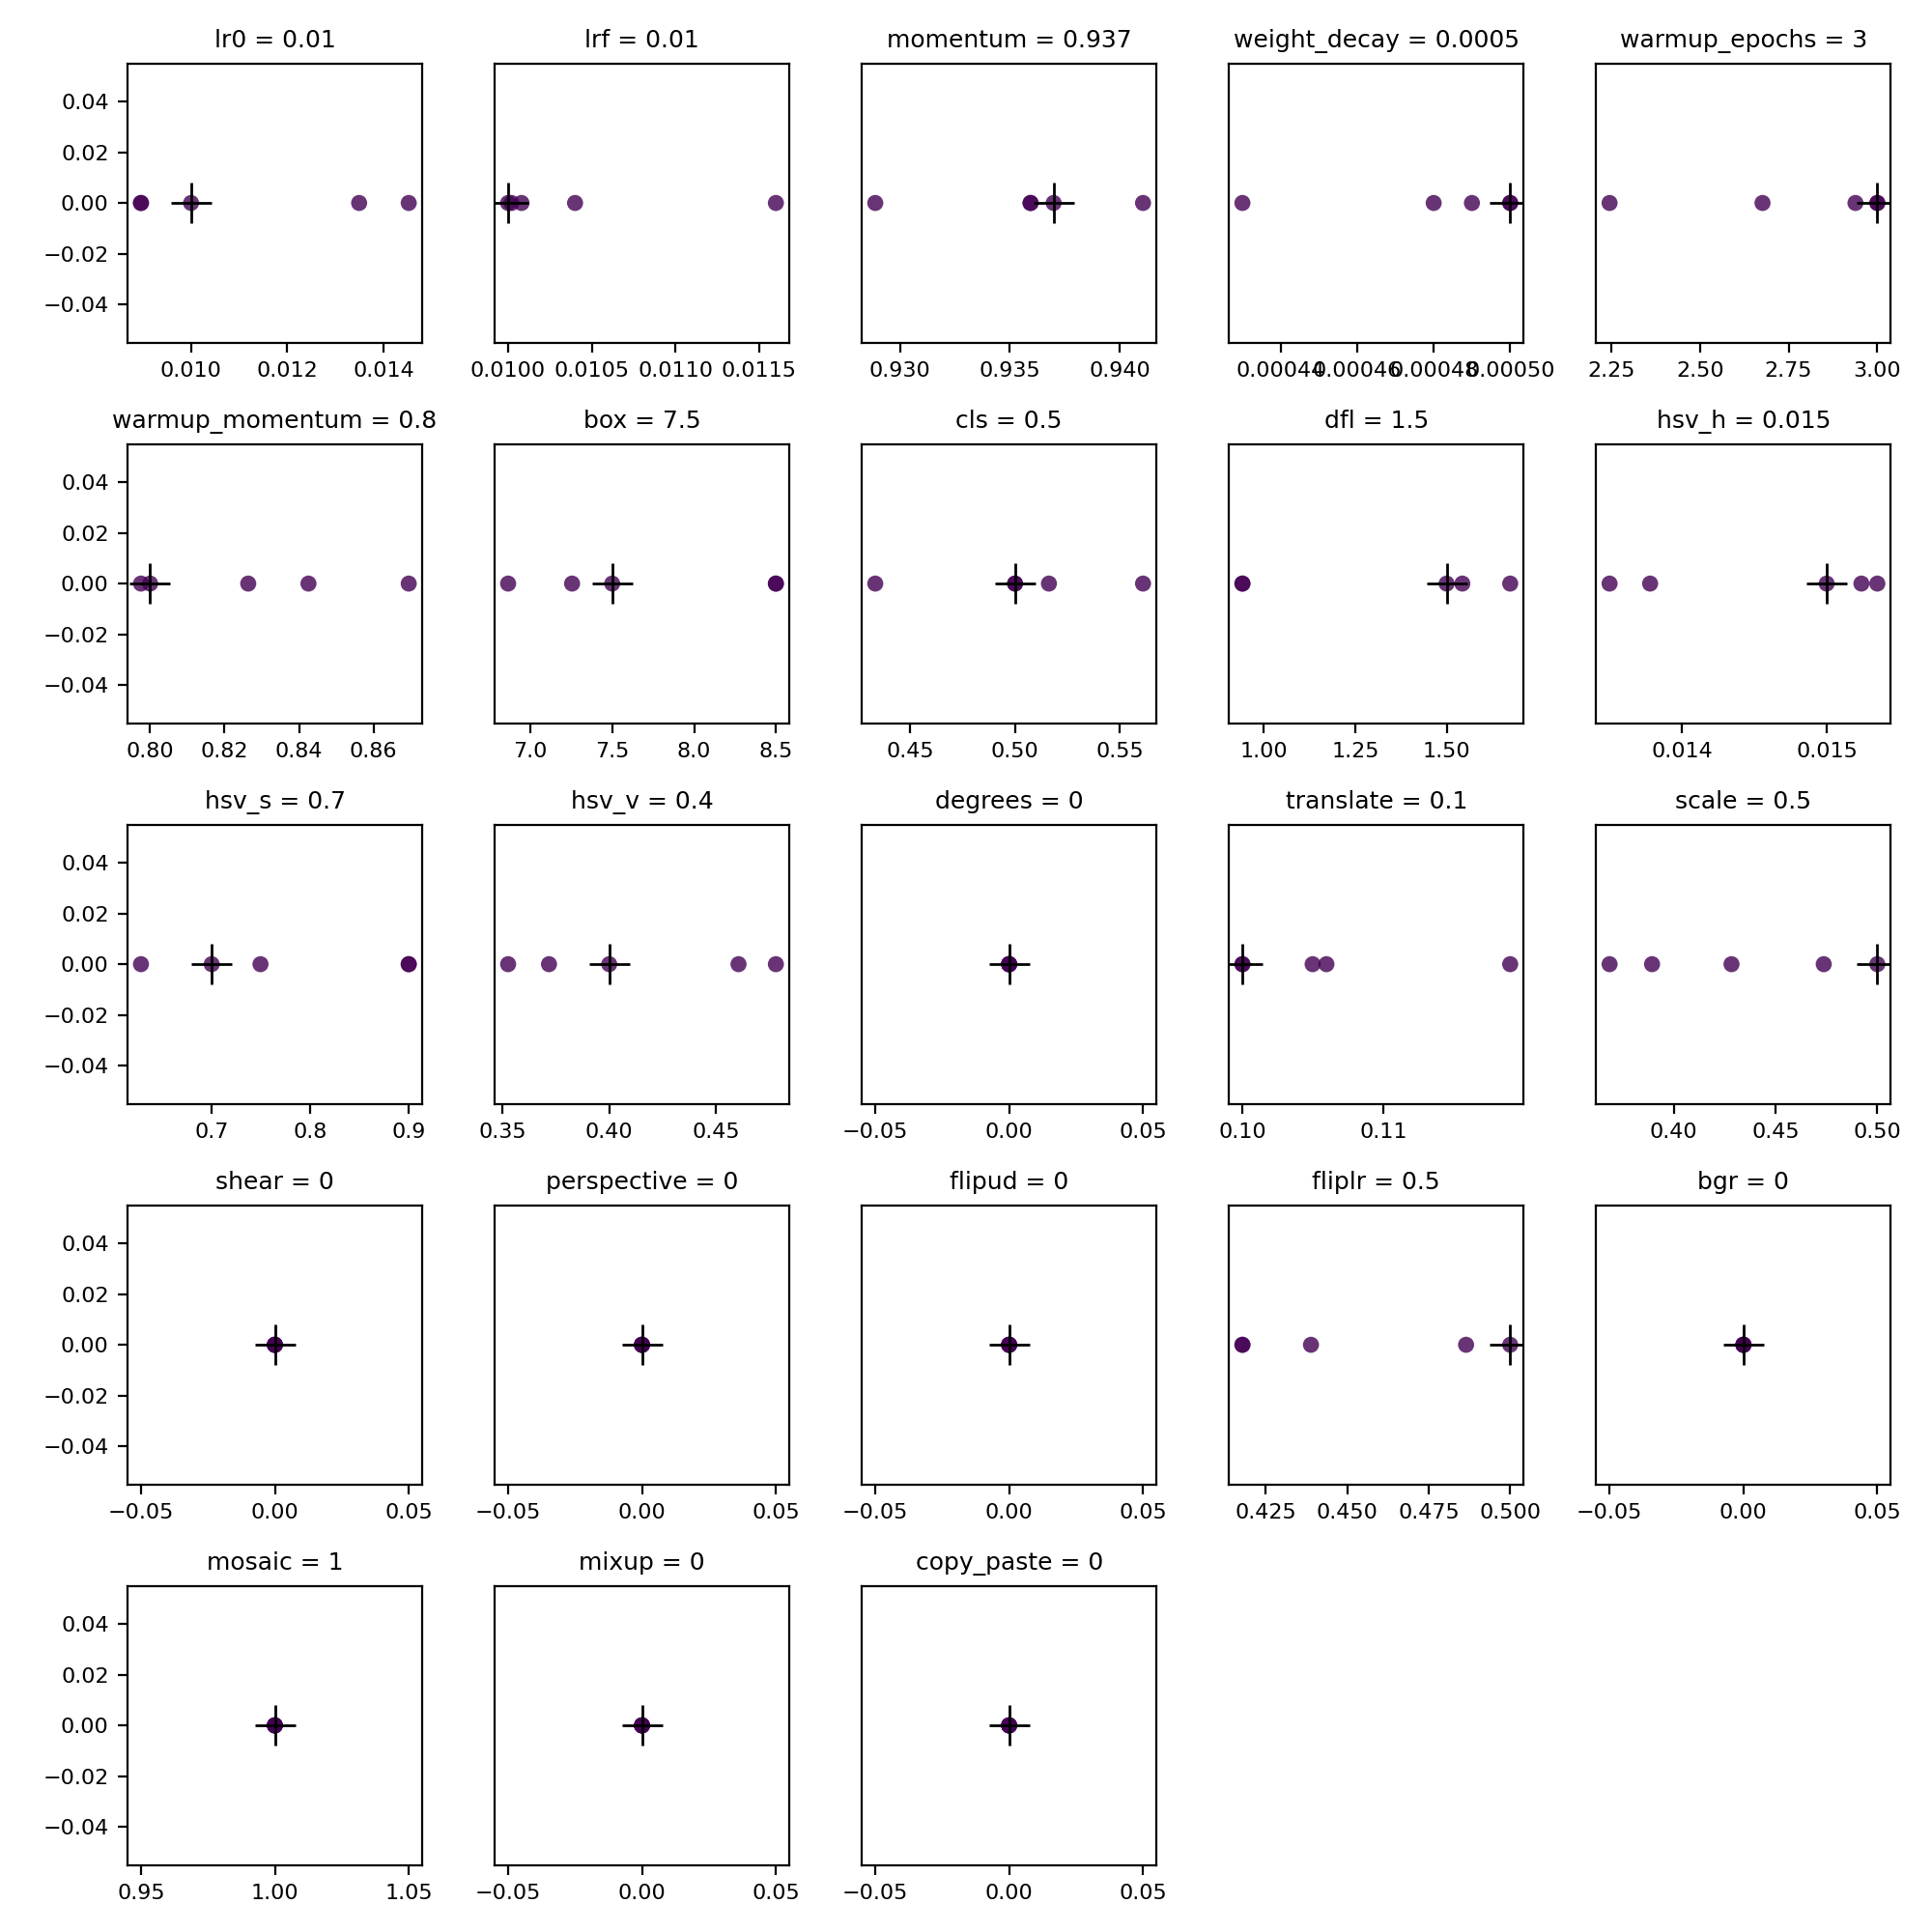 lr0 = 0.01 lrf = 0.01 momentum = 0.937 weight_decay = 0.0005 warmup_epochs = 3
0.04
0.02
0.00
−0.02
−0.04
0.010 0.012 0.014 0.0100 0.0105 0.0110 0.0115 0.930 0.935 0.940 0.00044 0.00046 0.00048 0.00050 2.25 2.50 2.75 3.00
warmup_momentum = 0.8 box = 7.5 cls = 0.5 dfl = 1.5 hsv_h = 0.015
0.04
0.02
0.00
−0.02
−0.04
0.80 0.82 0.84 0.86 7.0 7.5 8.0 8.5 0.45 0.50 0.55 1.00 1.25 1.50 0.014 0.015
hsv_s = 0.7 hsv_v = 0.4 degrees = 0 translate = 0.1 scale = 0.5
0.04
0.02
0.00
−0.02
−0.04
0.7 0.8 0.9 0.35 0.40 0.45 −0.05 0.00 0.05 0.10 0.11 0.40 0.45 0.50
shear = 0 perspective = 0 flipud = 0 fliplr = 0.5 bgr = 0
0.04
0.02
0.00
−0.02
−0.04
−0.05 0.00 0.05 −0.05 0.00 0.05 −0.05 0.00 0.05 0.425 0.450 0.475 0.500 −0.05 0.00 0.05
mosaic = 1 mixup = 0 copy_paste = 0
0.04
0.02
0.00
−0.02
−0.04
0.95 1.00 1.05 −0.05 0.00 0.05 −0.05 0.00 0.05